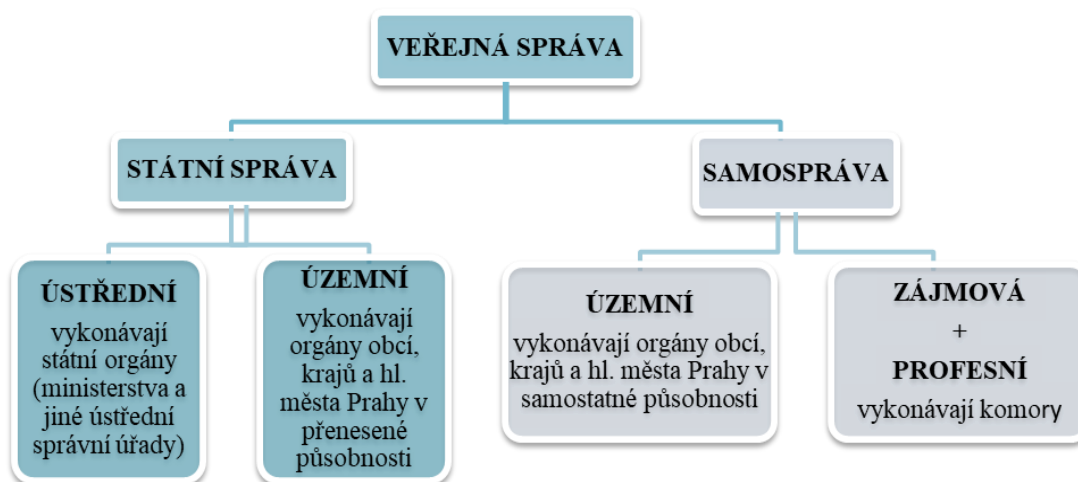 VEŘEJNÁ SPRÁVA
STÁTNÍ SPRÁVA
SAMOSPRÁVA
ÚSTŘEDNÍ
vykonávají
státní orgány
(ministerstva a
jiné ústřední
správní úřady)
ÚZEMNÍ
vykonávají
orgány obcí,
krajů a hl.
města Prahy v
přenesené
působnosti
ÚZEMNÍ
vykonávají orgány obcí,
krajů a hl. města Prahy v
samostatné působnosti
ZÁJMOVÁ
+
PROFESNÍ
vykonávají komory